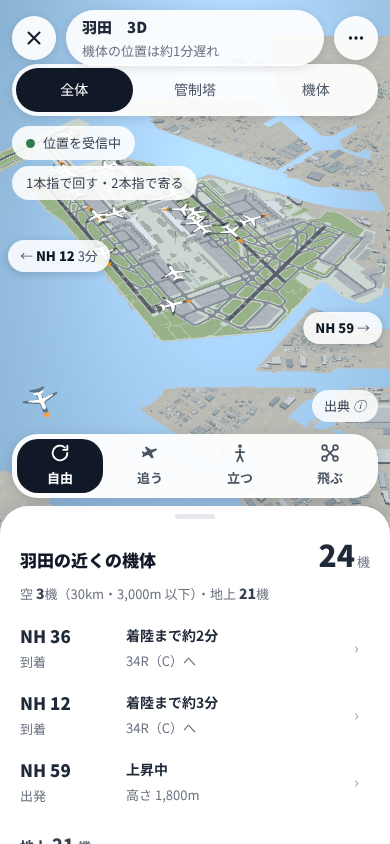 羽田　3D
機体の位置は約1分遅れ
全体
管制塔
機体
位置を受信中
1本指で回す・2本指で寄る
← NH 12 3分
NH 59 →
出典 ⓘ
自由
追う
立つ
飛ぶ
羽田の近くの機体
24機
空 3機（30km・3,000m 以下）・地上 21機
NH 36
着陸まで約2分
到着
34R（C）へ
NH 12
着陸まで約3分
到着
34R（C）へ
NH 59
上昇中
出発
高さ 1,800m
地上 21 機